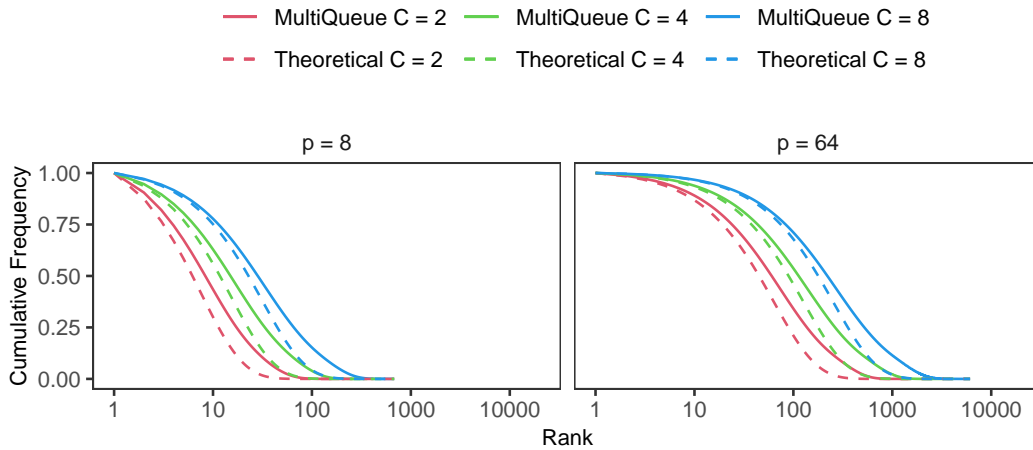 MultiQueue C = 2 MultiQueue C = 4 MultiQueue C = 8
Theoretical C = 2 Theoretical C = 4 Theoretical C = 8
p = 8 p = 64
1.00
0.75
0.50
0.25
0.00
Cumulative Frequency
1 10 100 1000 10000 1 10 100 1000 10000
Rank